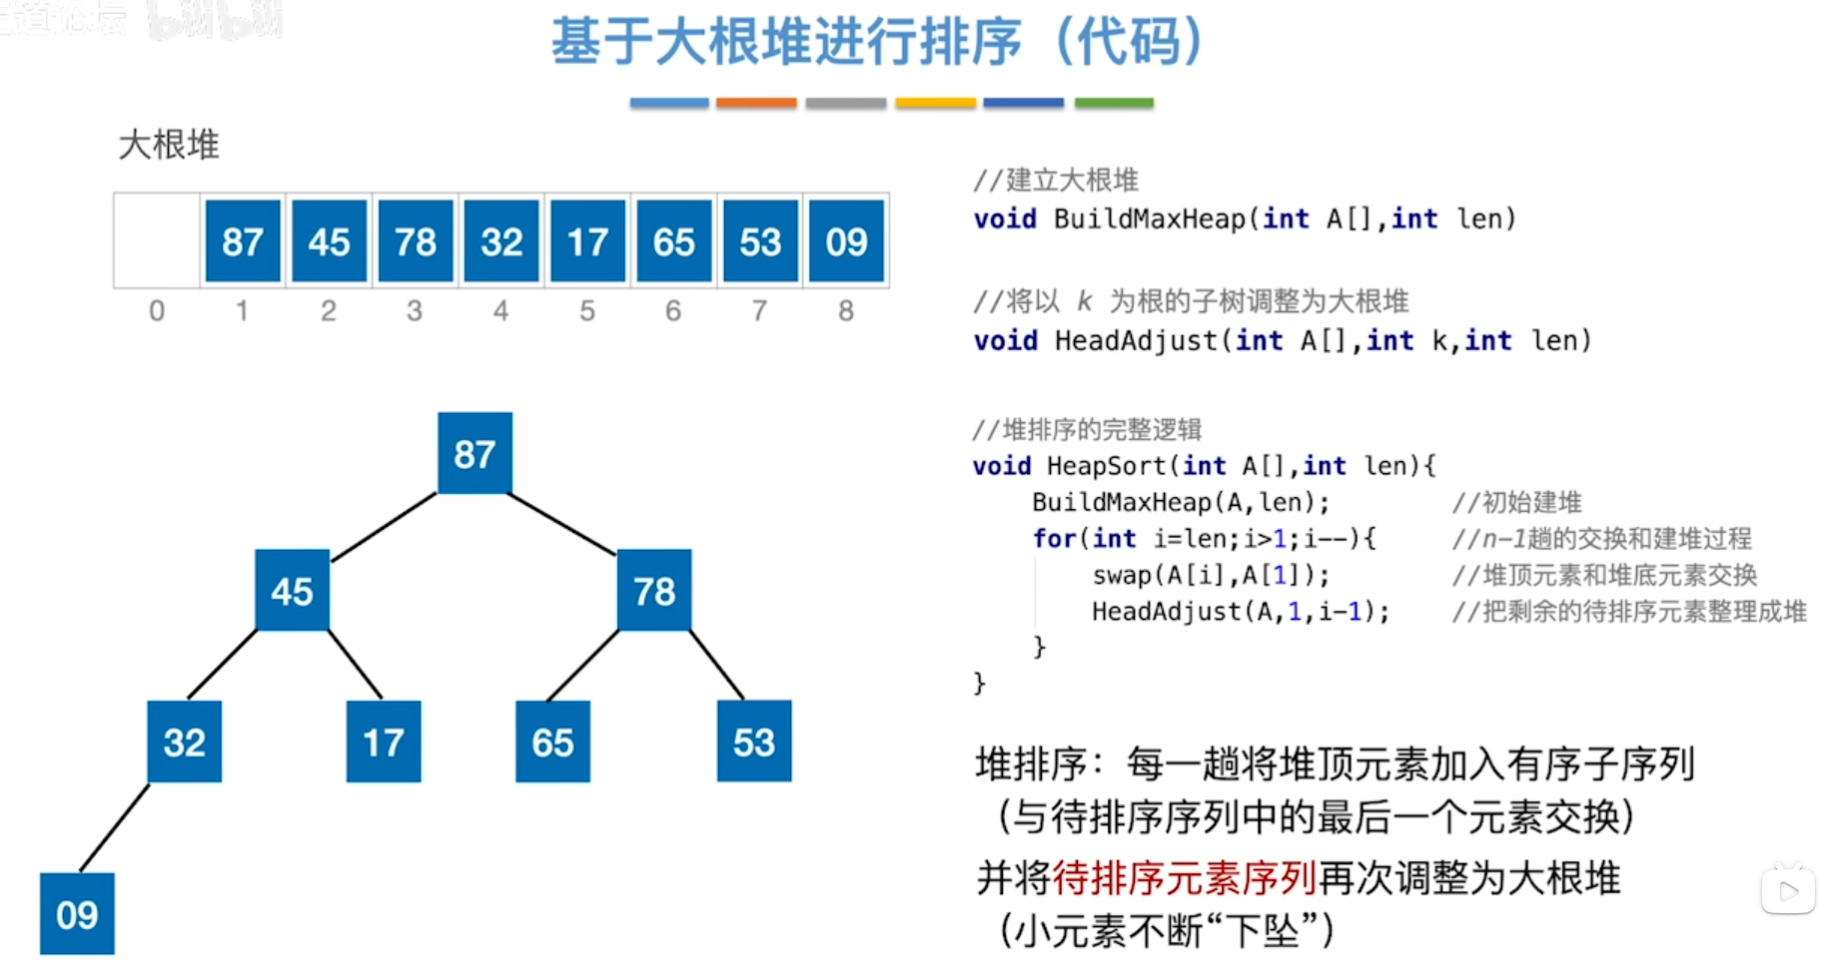 基于大根堆进行排序（代码）
大根堆
87 45 78 32 17 65 53 09
0 1 2 3 4 5 6 7 8
87
45 78
32 17 65 53
09
//建立大根堆
void BuildMaxHeap(int A[],int len)
//将以 k 为根的子树调整为大根堆
void HeadAdjust(int A[],int k,int len)
//堆排序的完整逻辑
void HeapSort(int A[],int len){
BuildMaxHeap(A,len); //初始建堆
for(int i=len;i>1;i--){ //n-1趟的交换和建堆过程
swap(A[i],A[1]); //堆顶元素和堆底元素交换
HeadAdjust(A,1,i-1); //把剩余的待排序元素整理成堆
}
}
堆排序：每一趟将堆顶元素加入有序子序列
（与待排序序列中的最后一个元素交换）
并将待排序元素序列再次调整为大根堆
（小元素不断“下坠”）